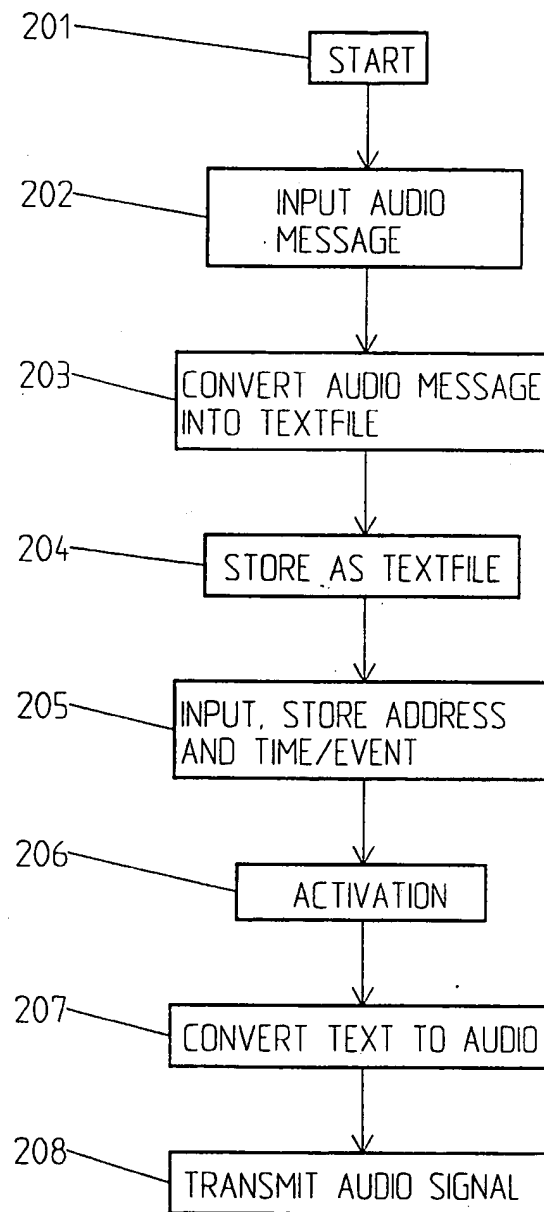 201
START
202
INPUT AUDIO
MESSAGE
203
CONVERT AUDIO MESSAGE
INTO TEXTFILE
204
STORE AS TEXTFILE
205
INPUT, STORE ADDRESS
AND TIME/EVENT
206
ACTIVATION
207
CONVERT TEXT TO AUDIO
208
TRANSMIT AUDIO SIGNAL